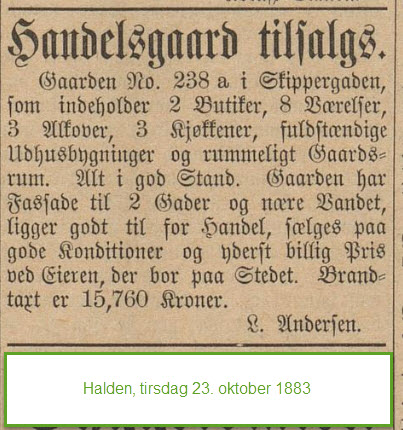 Handelsgaard tilsalgs.
Gaarden No. 238 a i Skippergaden,
som indeholder 2 Butiker, 8 Værelser,
3 Alkover, 3 Kjøkkener, fuldstændige
Udhusbygninger og rummeligt Gaards-
rum. Alt i god Stand. Gaarden har
Fassade til 2 Gader og nære Vandet,
ligger godt til for Handel, sælges paa
gode Konditioner og yderst billig Pris
ved Eieren, der bor paa Stedet. Brand-
taxt er 15,760 Kroner.
L. Andersen.
Halden, tirsdag 23. oktober 1883